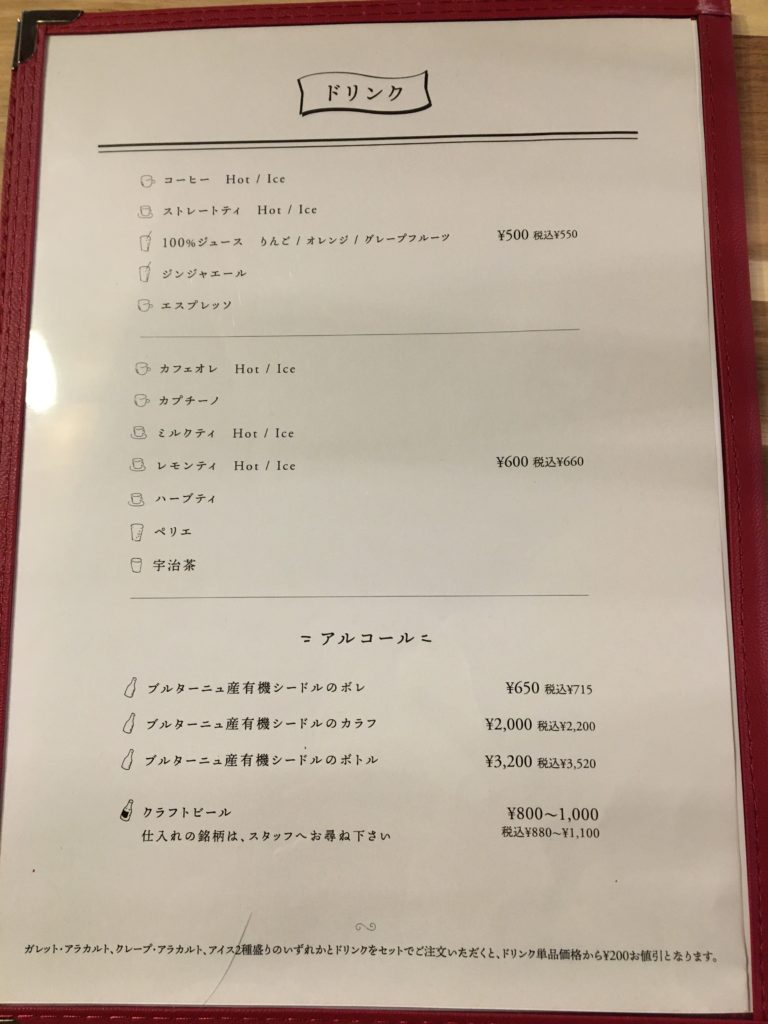 ドリンク
コーヒー Hot / Ice
ストレートティ Hot / Ice
100%ジュース りんご / オレンジ / グレープフルーツ ¥500 税込¥550
ジンジャエール
エスプレッソ
カフェオレ Hot / Ice
カプチーノ
ミルクティ Hot / Ice
レモンティ Hot / Ice ¥600 税込¥660
ハーブティ
ペリエ
宇治茶
アルコール
ブルターニュ産有機シードルのボレ ¥650 税込¥715
ブルターニュ産有機シードルのカラフ ¥2,000 税込¥2,200
ブルターニュ産有機シードルのボトル ¥3,200 税込¥3,520
クラフトビール ¥800〜1,000
仕入れの銘柄は、スタッフへお尋ね下さい 税込¥880〜¥1,100
ガレット・アラカルト、クレープ・アラカルト、アイス2種盛りのいずれかとドリンクをセットでご注文いただくと、ドリンク単品価格から¥200お値引となります。